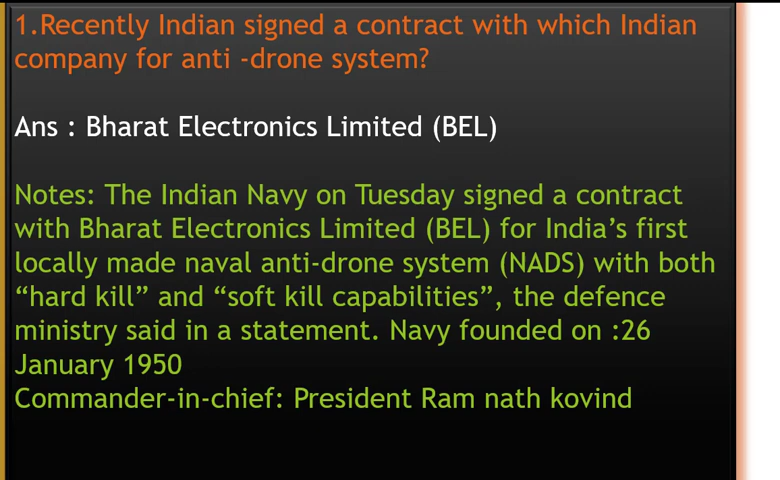 1.Recently Indian signed a contract with which Indian
company for anti -drone system?
Ans : Bharat Electronics Limited (BEL)
Notes: The Indian Navy on Tuesday signed a contract
with Bharat Electronics Limited (BEL) for India’s first
locally made naval anti-drone system (NADS) with both
“hard kill” and “soft kill capabilities”, the defence
ministry said in a statement. Navy founded on :26
January 1950
Commander-in-chief: President Ram nath kovind